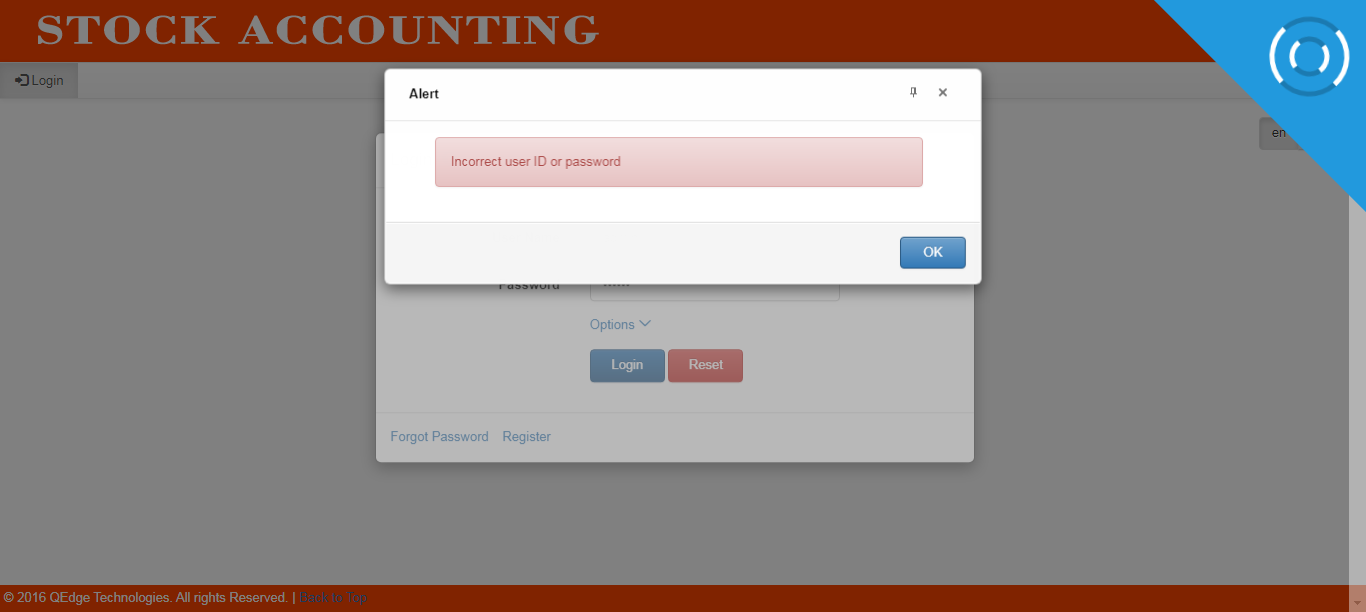 STOCK ACCOUNTING
Login
Alert
en
Incorrect user ID or password
OK
Password
Options
Login Reset
Forgot Password Register
© 2016 QEdge Technologies. All rights Reserved. | Back to Top